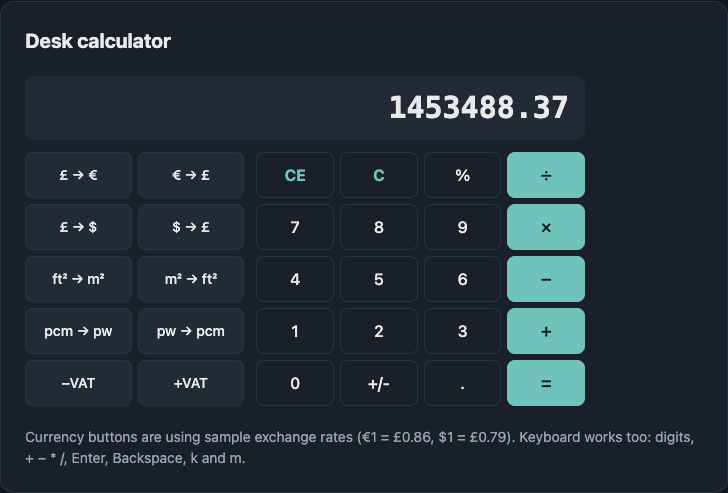 Desk calculator
1453488.37
£ → € € → £ CE C % ÷
£ → $ $ → £ 7 8 9 ×
ft² → m² m² → ft² 4 5 6 −
pcm → pw pw → pcm 1 2 3 +
−VAT +VAT 0 +/- . =
Currency buttons are using sample exchange rates (€1 = £0.86, $1 = £0.79). Keyboard works too: digits,
+ − * /, Enter, Backspace, k and m.